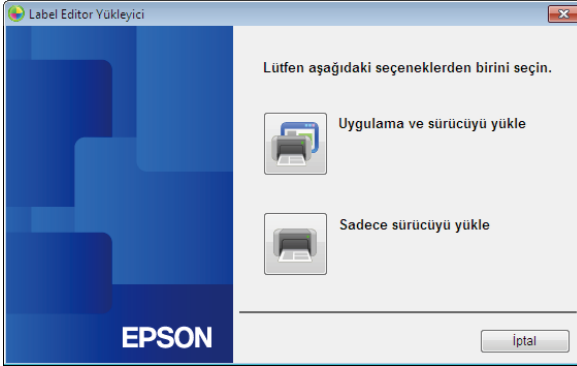 Label Editor Yükleyici
Lütfen aşağıdaki seçeneklerden birini seçin.
Uygulama ve sürücüyü yükle
Sadece sürücüyü yükle
EPSON
İptal